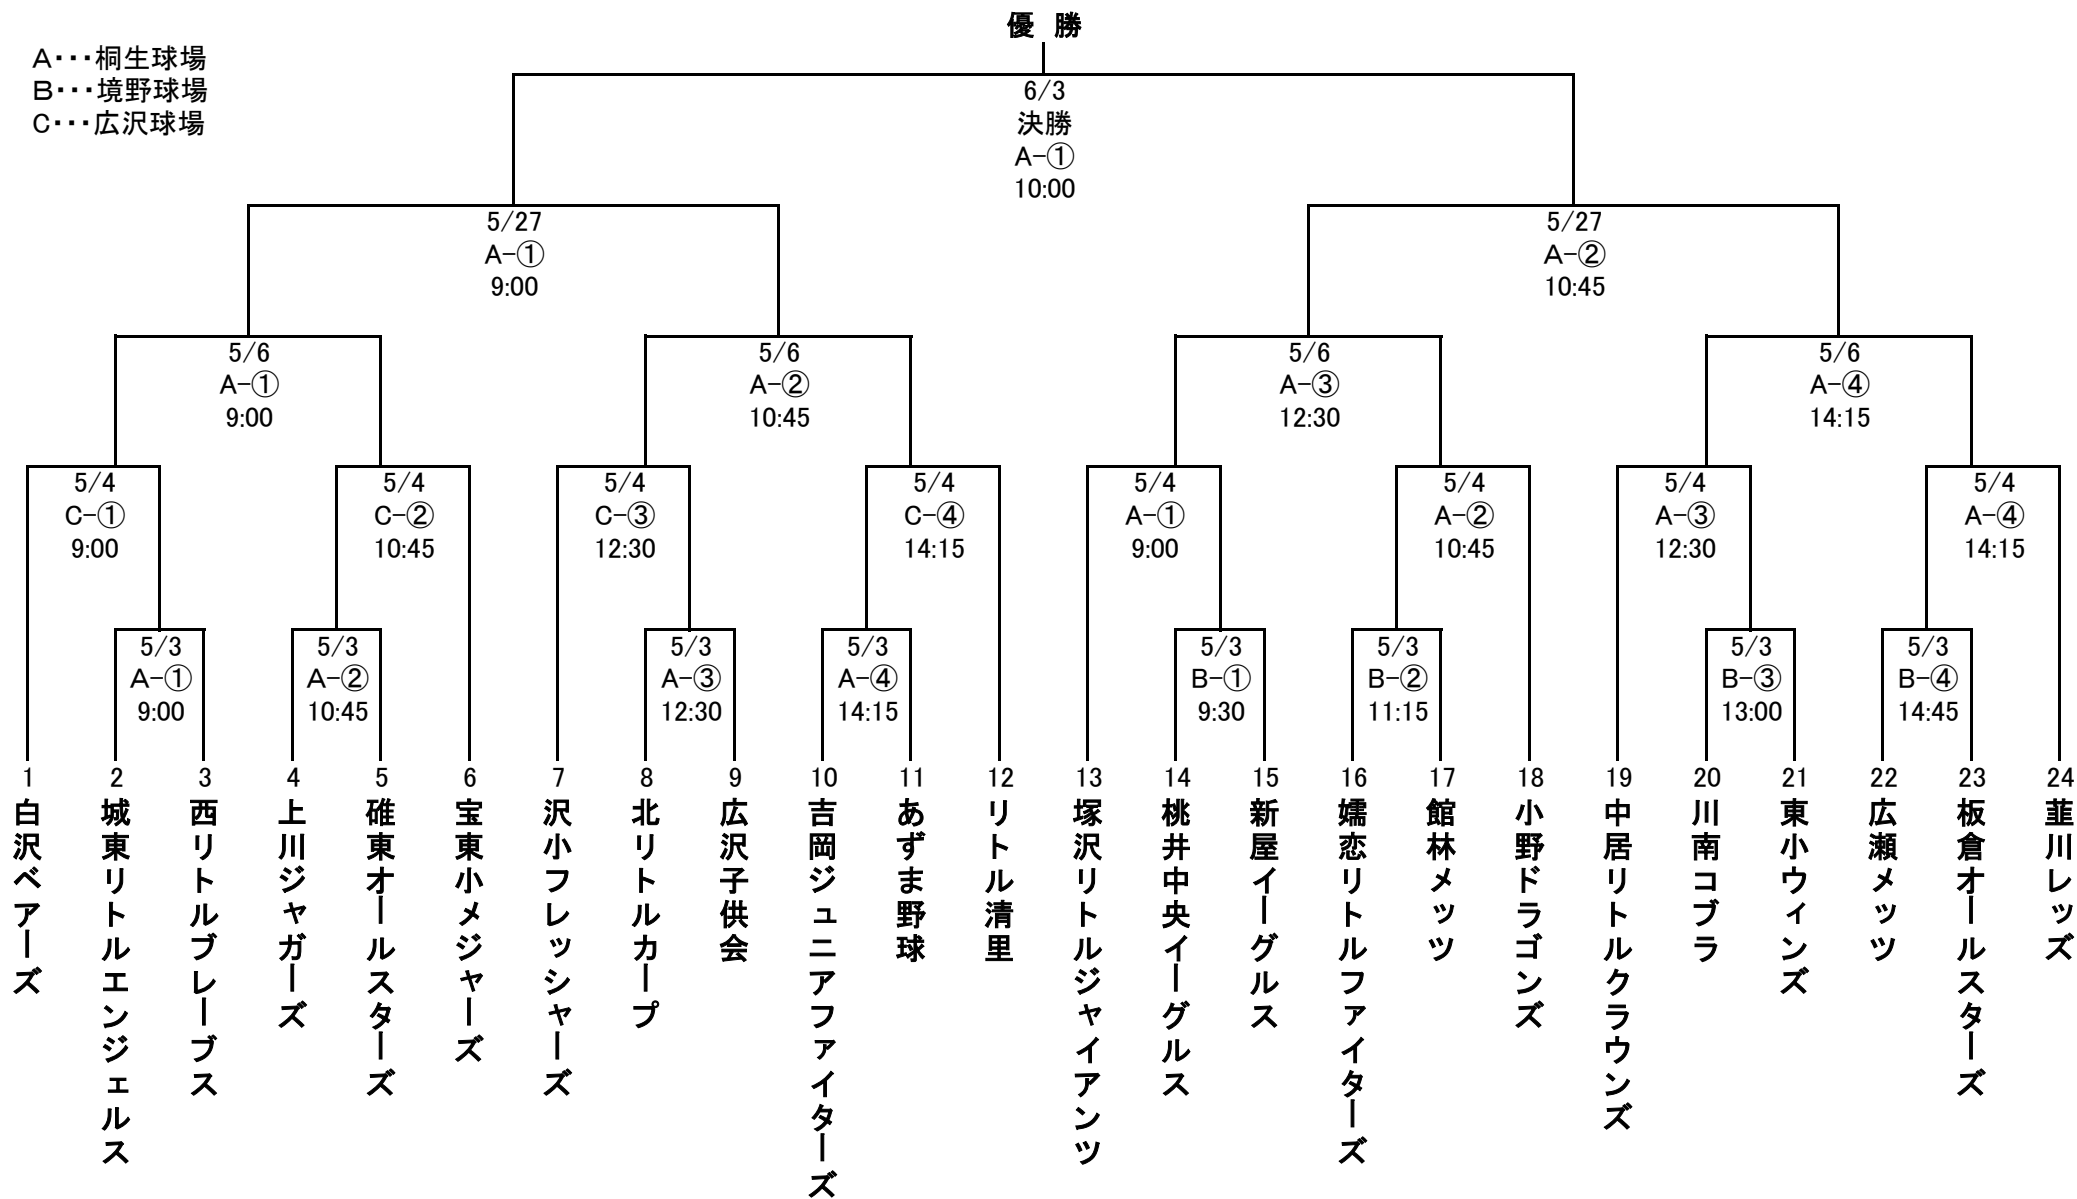 優 勝
A・・・桐生球場
B・・・境野球場
C・・・広沢球場
6/3
決勝
A-①
10:00
5/27
A-①
9:00
5/27
A-②
10:45
5/6
A-①
9:00
5/6
A-②
10:45
5/6
A-③
12:30
5/6
A-④
14:15
5/4
C-①
9:00
5/4
C-②
10:45
5/4
C-③
12:30
5/4
C-④
14:15
5/4
A-①
9:00
5/4
A-②
10:45
5/4
A-③
12:30
5/4
A-④
14:15
5/3
A-①
9:00
5/3
A-②
10:45
5/3
A-③
12:30
5/3
A-④
14:15
5/3
B-①
9:30
5/3
B-②
11:15
5/3
B-③
13:00
5/3
B-④
14:45
1
白沢ベアーズ
2
城東リトルエンジェルス
3
西リトルブレーブス
4
上川ジャガーズ
5
碓東オールスターズ
6
宝東小メジャーズ
7
沢小フレッシャーズ
8
北リトルカープ
9
広沢子供会
10
吉岡ジュニアファイターズ
11
あずま野球
12
リトル清里
13
塚沢リトルジャイアンツ
14
桃井中央イーグルス
15
新屋イーグルス
16
嬬恋リトルファイターズ
17
館林メッツ
18
小野ドラゴンズ
19
中居リトルクラウンズ
20
川南コブラ
21
東小ウィンズ
22
広瀬メッツ
23
板倉オールスターズ
24
韮川レッズ